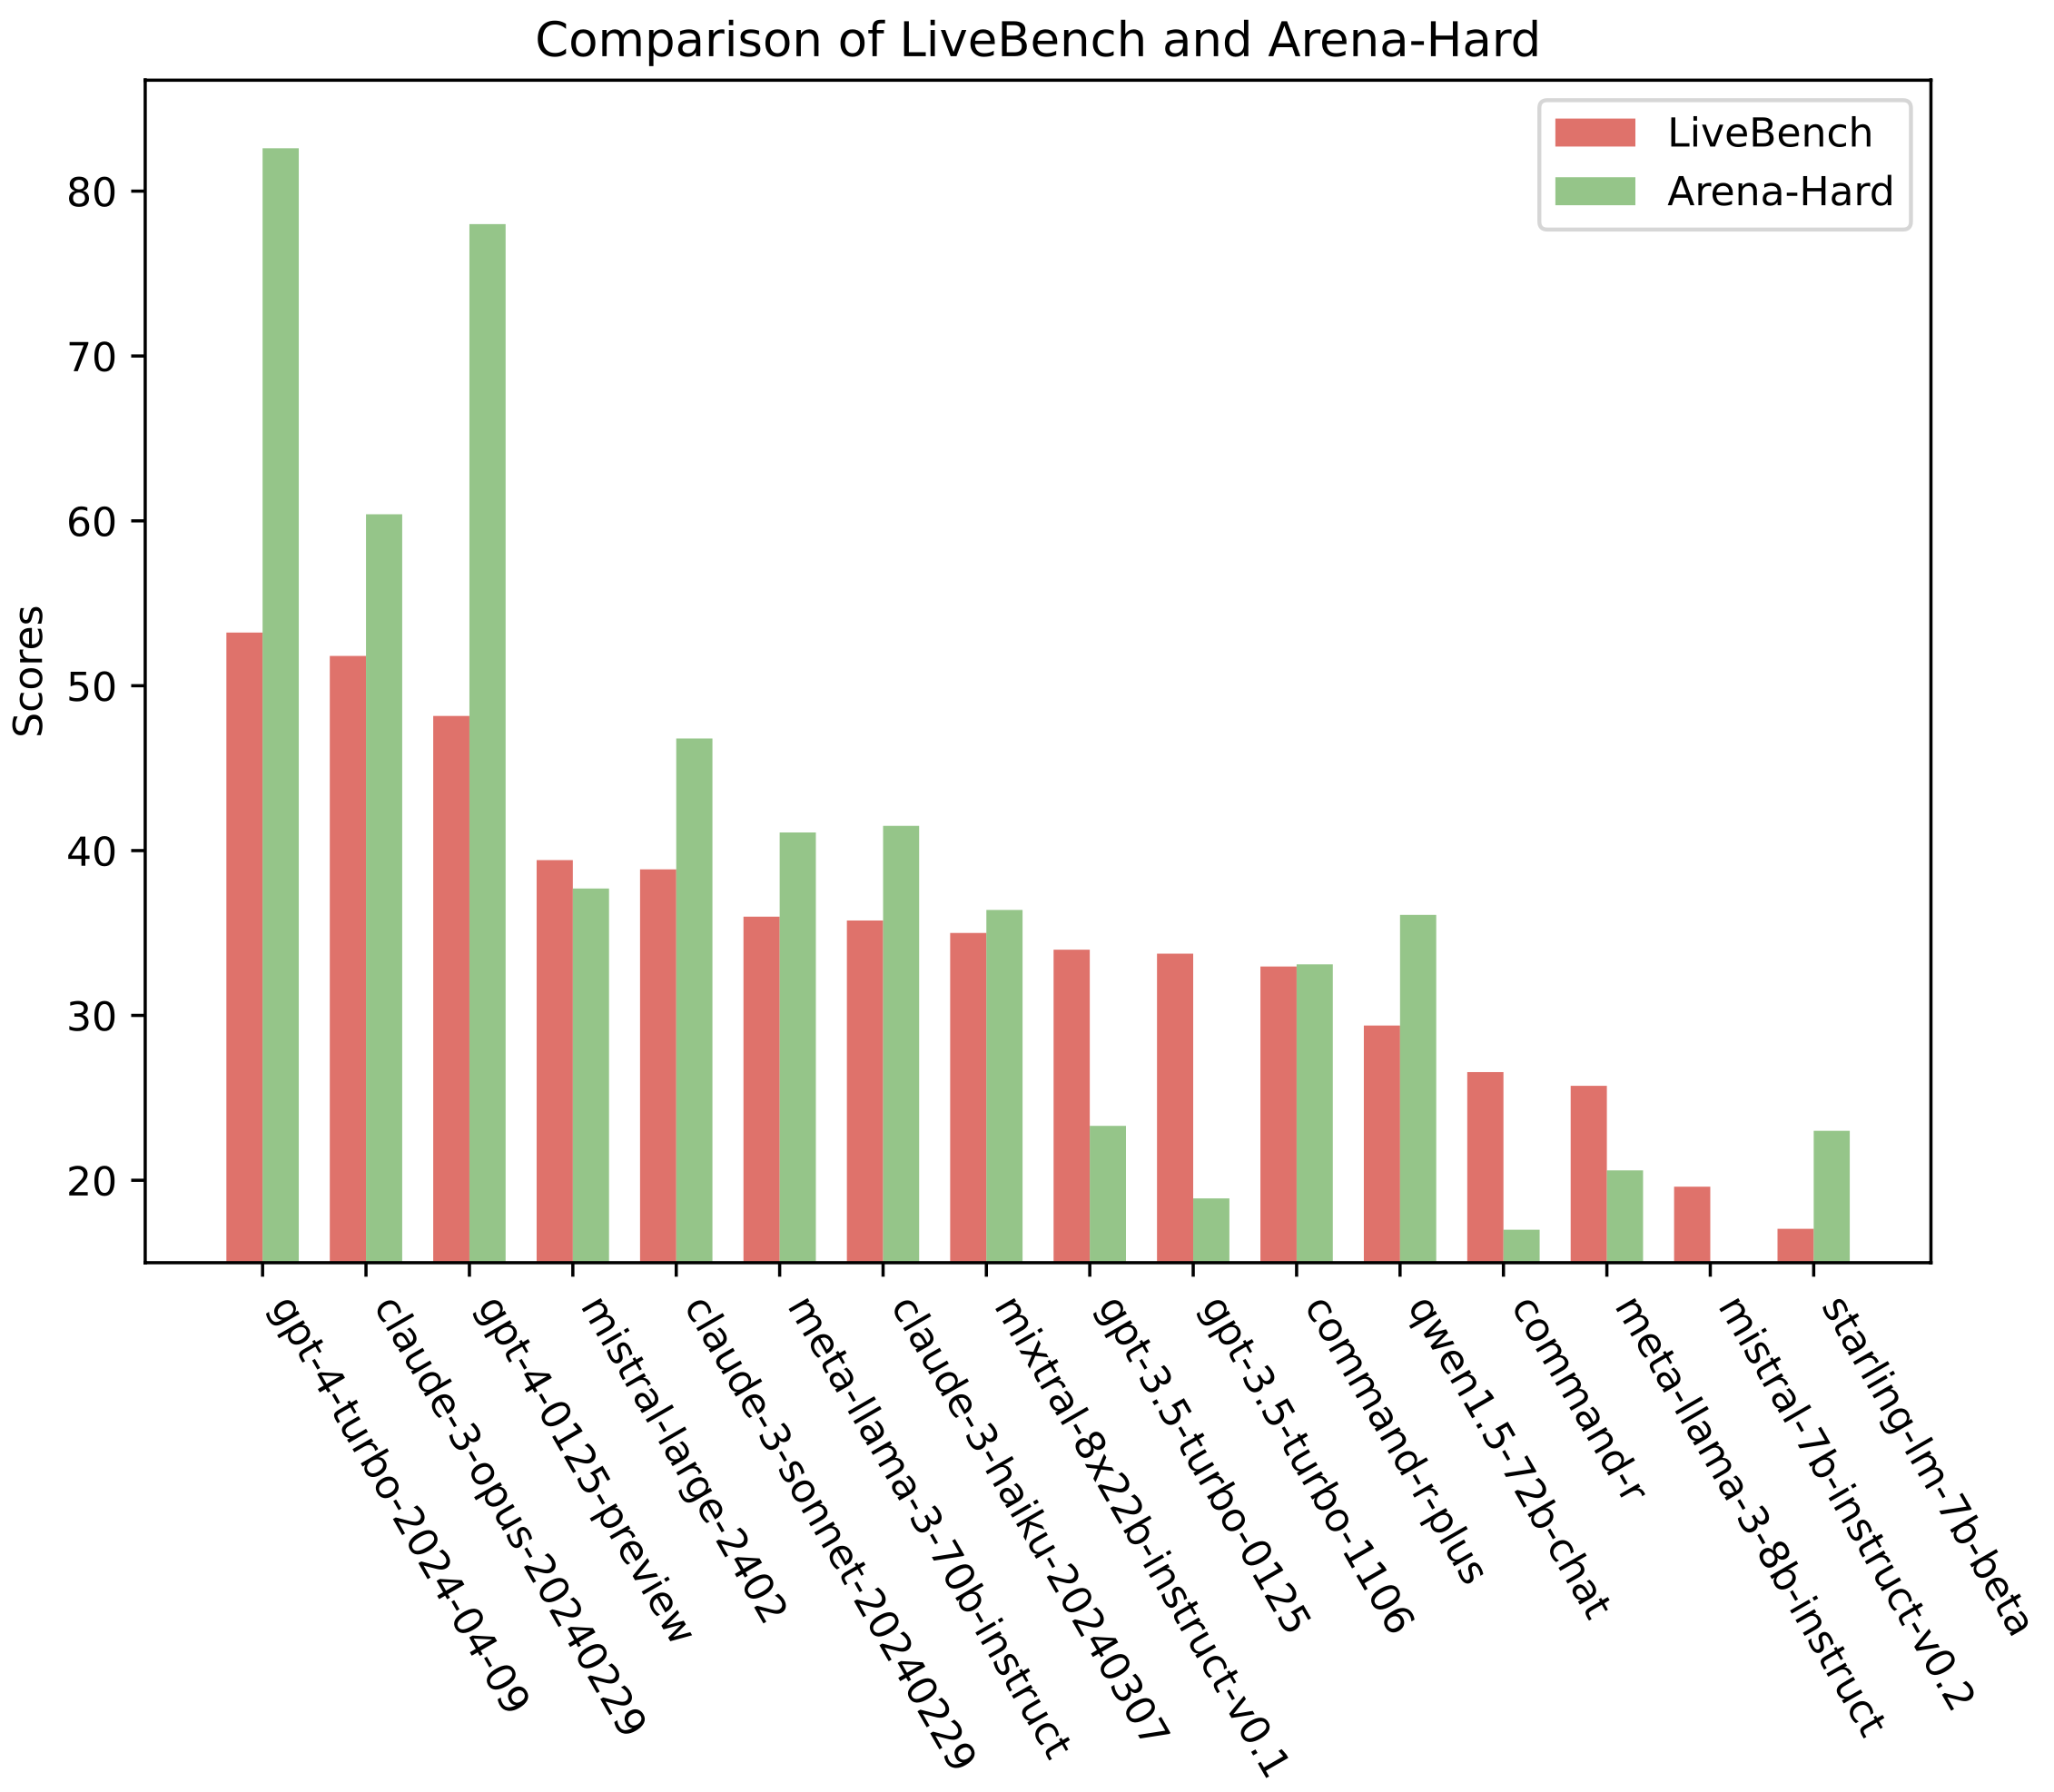 Comparison of LiveBench and Arena-Hard
LiveBench
Arena-Hard
Scores
80
70
60
50
40
30
20
gpt-4-turbo-2024-04-09
claude-3-opus-20240229
gpt-4-0125-preview
mistral-large-2402
claude-3-sonnet-20240229
meta-llama-3-70b-instruct
claude-3-haiku-20240307
mixtral-8x22b-instruct-v0.1
gpt-3.5-turbo-0125
gpt-3.5-turbo-1106
command-r-plus
qwen1.5-72b-chat
command-r
meta-llama-3-8b-instruct
mistral-7b-instruct-v0.2
starling-lm-7b-beta